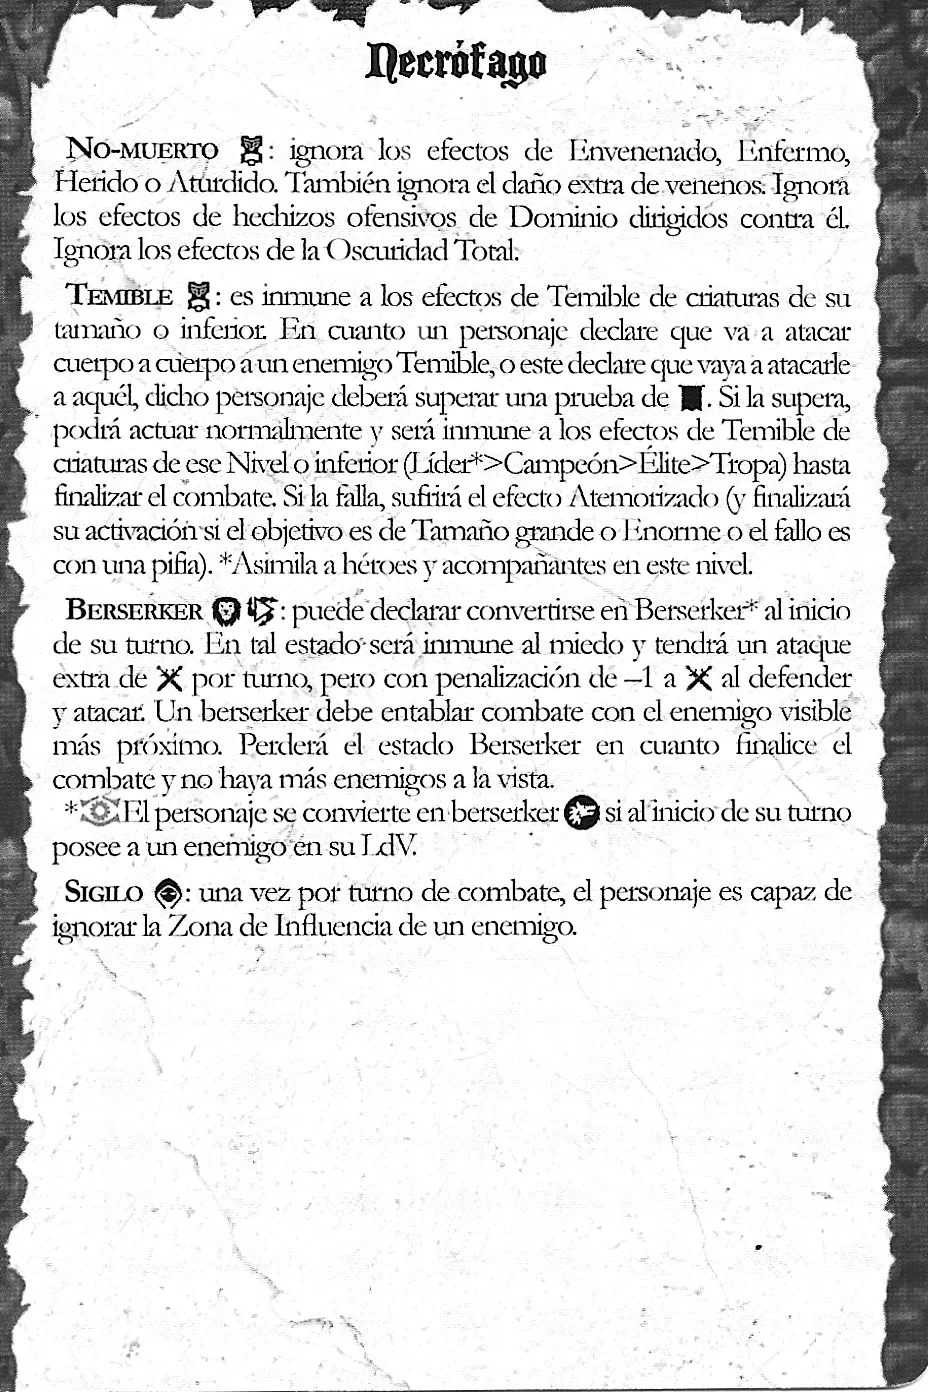 Necrófago
NO-MUERTO : ignora los efectos de Envenenado, Enfermo,
Herido o Aturdido. También ignora el daño extra de venenos. Ignora
los efectos de hechizos ofensivos de Dominio dirigidos contra él.
Ignora los efectos de la Oscuridad Total.
TEMIBLE : es inmune a los efectos de Temible de criaturas de su
tamaño o inferior. En cuanto un personaje declare que va a atacar
cuerpo a cuerpo a un enemigo Temible, o este declare que vaya a atacarle
a aquél, dicho personaje deberá superar una prueba de . Si la supera,
podrá actuar normalmente y será inmune a los efectos de Temible de
criaturas de ese Nivel o inferior (Líder*>Campeón>Élite>Tropa) hasta
finalizar el combate. Si la falla, sufrirá el efecto Atemorizado (y finalizará
su activación si el objetivo es de Tamaño grande o Enorme o el fallo es
con una pifia). *Asimila a héroes y acompañantes en este nivel.
BERSERKER : puede declarar convertirse en Berserker* al inicio
de su turno. En tal estado será inmune al miedo y tendrá un ataque
extra de por turno, pero con penalización de –1 a al defender
y atacar. Un berserker debe entablar combate con el enemigo visible
más próximo. Perderá el estado Berserker en cuanto finalice el
combate y no haya más enemigos a la vista.
* El personaje se convierte en berserker si al inicio de su turno
posee a un enemigo en su LdV.
SIGILO : una vez por turno de combate, el personaje es capaz de
ignorar la Zona de Influencia de un enemigo.